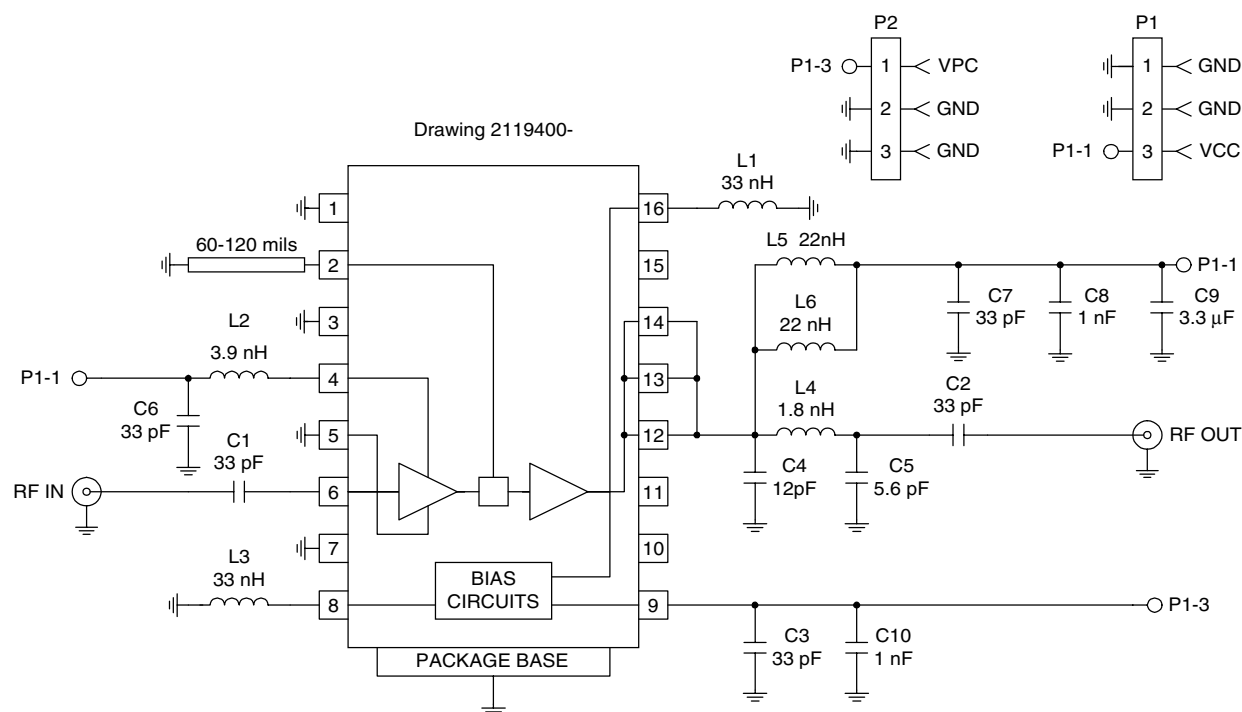 P2
P1
P1-3
1
VPC
1
GND
2
GND
2
GND
3
GND
P1-1
3
VCC
Drawing 2119400-
L1
33 nH
1
16
60-120 mils
2
15
L5 22nH
P1-1
L6
22 nH
C7
33 pF
C8
1 nF
C9
3.3 µF
3
14
L2
3.9 nH
P1-1
4
13
C6
33 pF
L4
1.8 nH
C2
33 pF
5
12
RF OUT
C1
33 pF
C4
12pF
C5
5.6 pF
RF IN
6
11
7
10
L3
33 nH
8
BIAS
CIRCUITS
9
P1-3
C3
33 pF
C10
1 nF
PACKAGE BASE